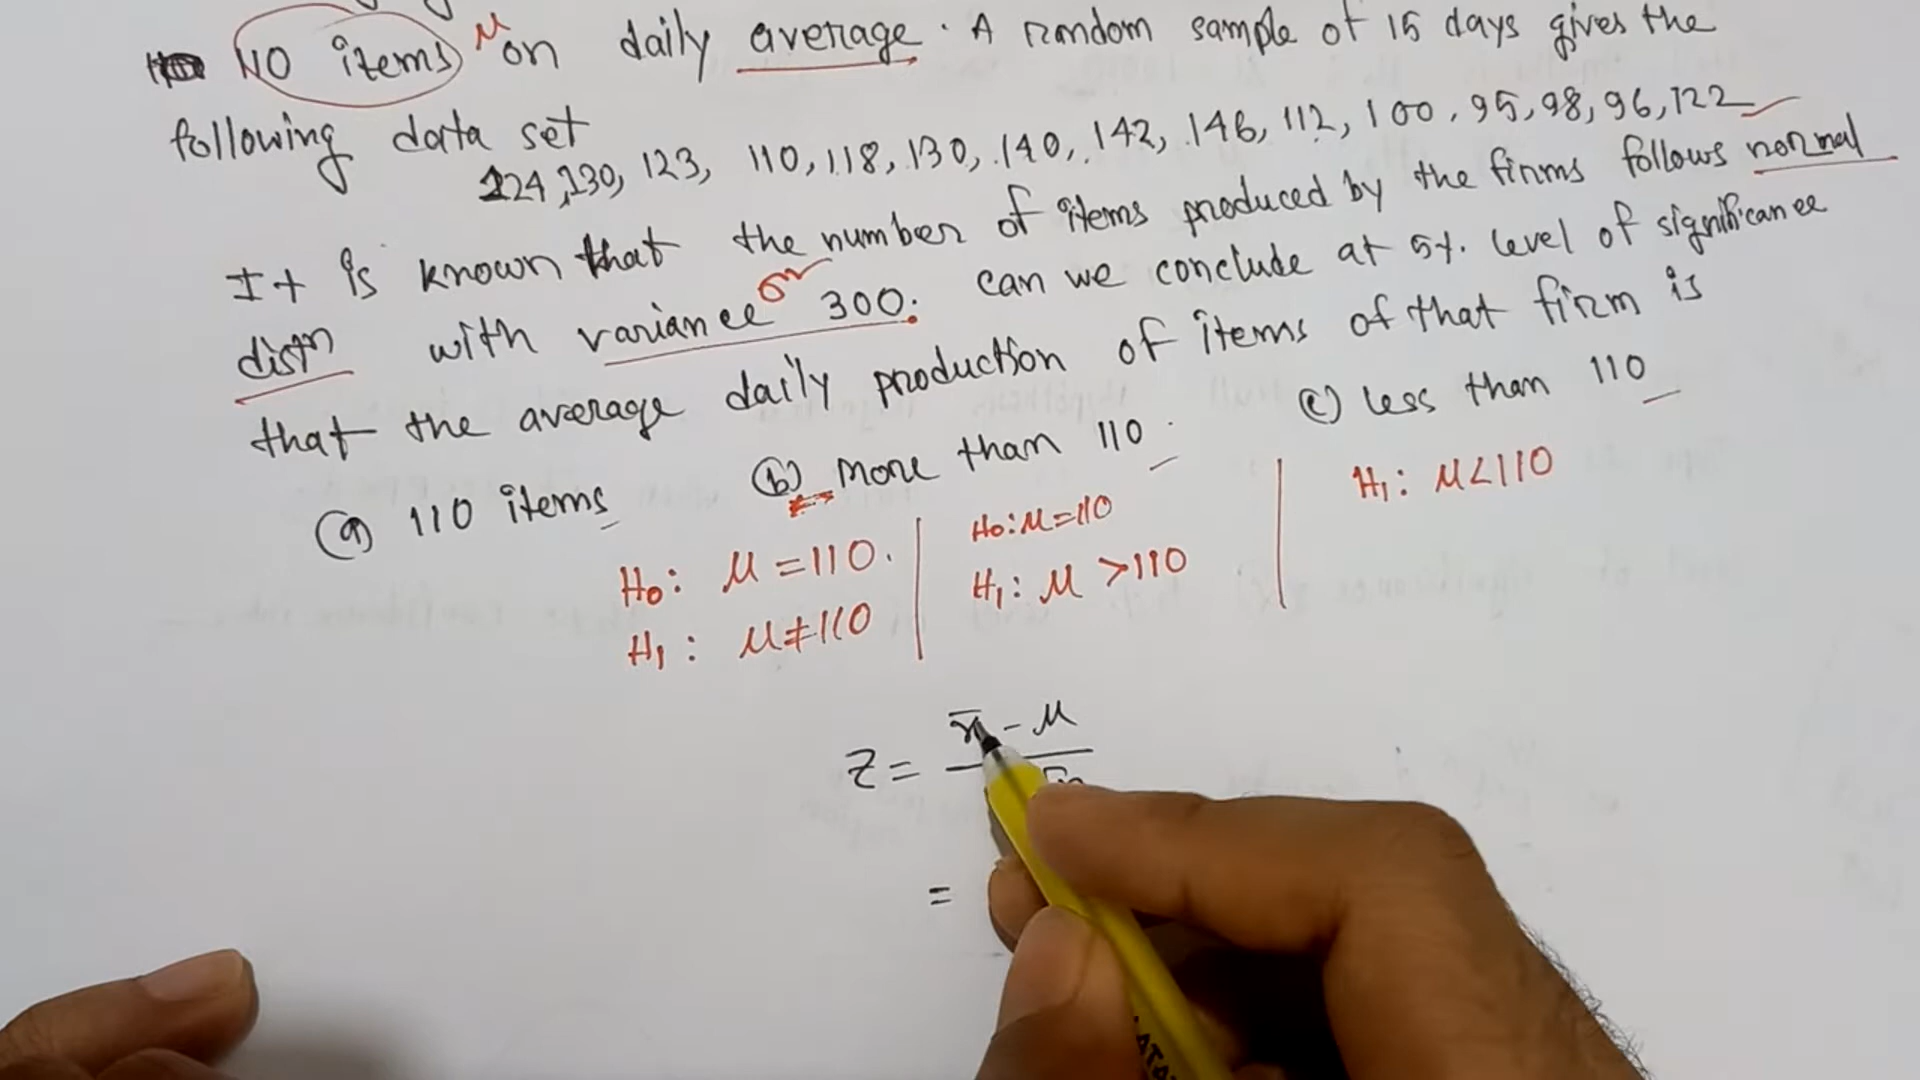 110 items μ on daily average. A random sample of 15 days gives the
following data set
124, 130, 123, 110, 118, 130, 140, 142, 146, 112, 100, 95, 98, 96, 122
It is known that the number of items produced by the firms follows normal
distn with variance σ² 300. can we conclude at 5%. level of significance
that the average daily production of items of that firm is
(a) 110 items (b) more than 110. (c) less than 110
H₀: μ = 110. H₀: μ = 110 H₁: μ < 110
H₁: μ ≠ 110 H₁: μ > 110
Z = x̄ - μ
=